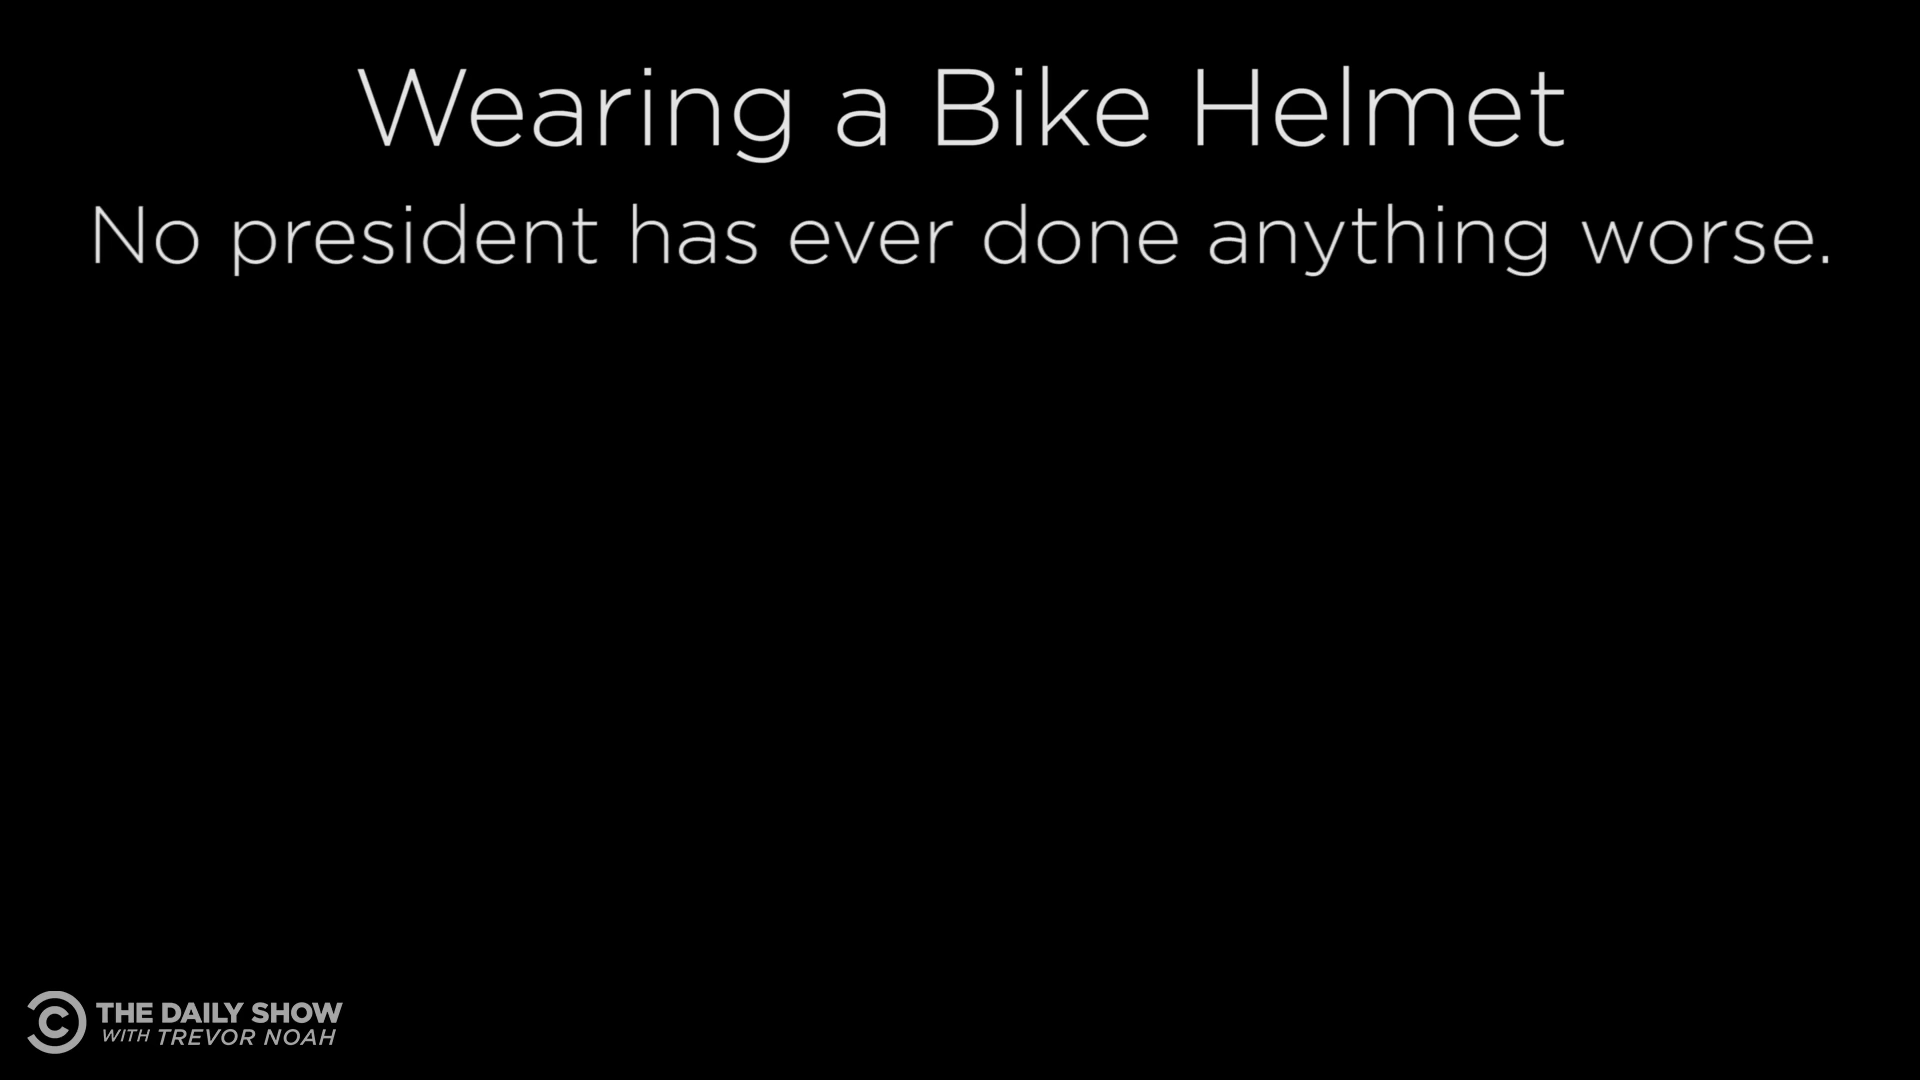 Wearing a Bike Helmet
No president has ever done anything worse.
THE DAILY SHOW
WITH TREVOR NOAH